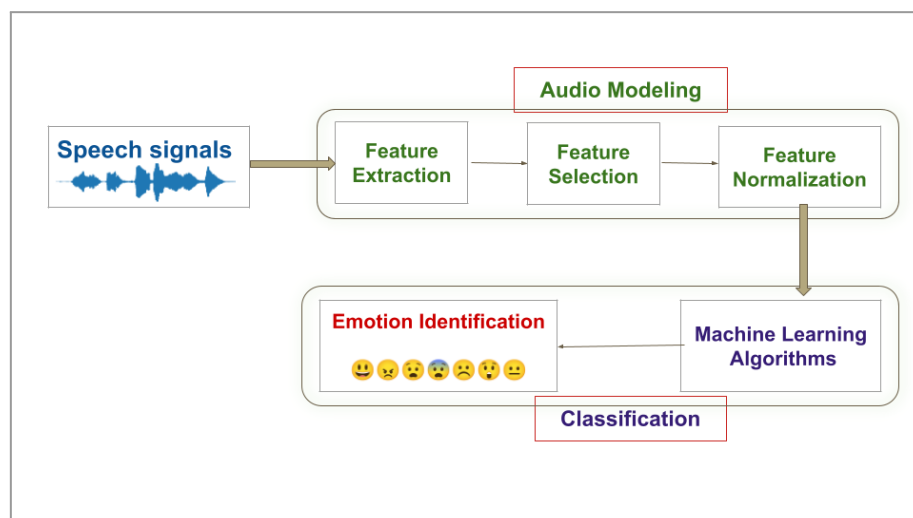 Audio Modeling
Speech signals
Feature
Extraction
Feature
Selection
Feature
Normalization
Emotion Identification
Machine Learning
Algorithms
Classification